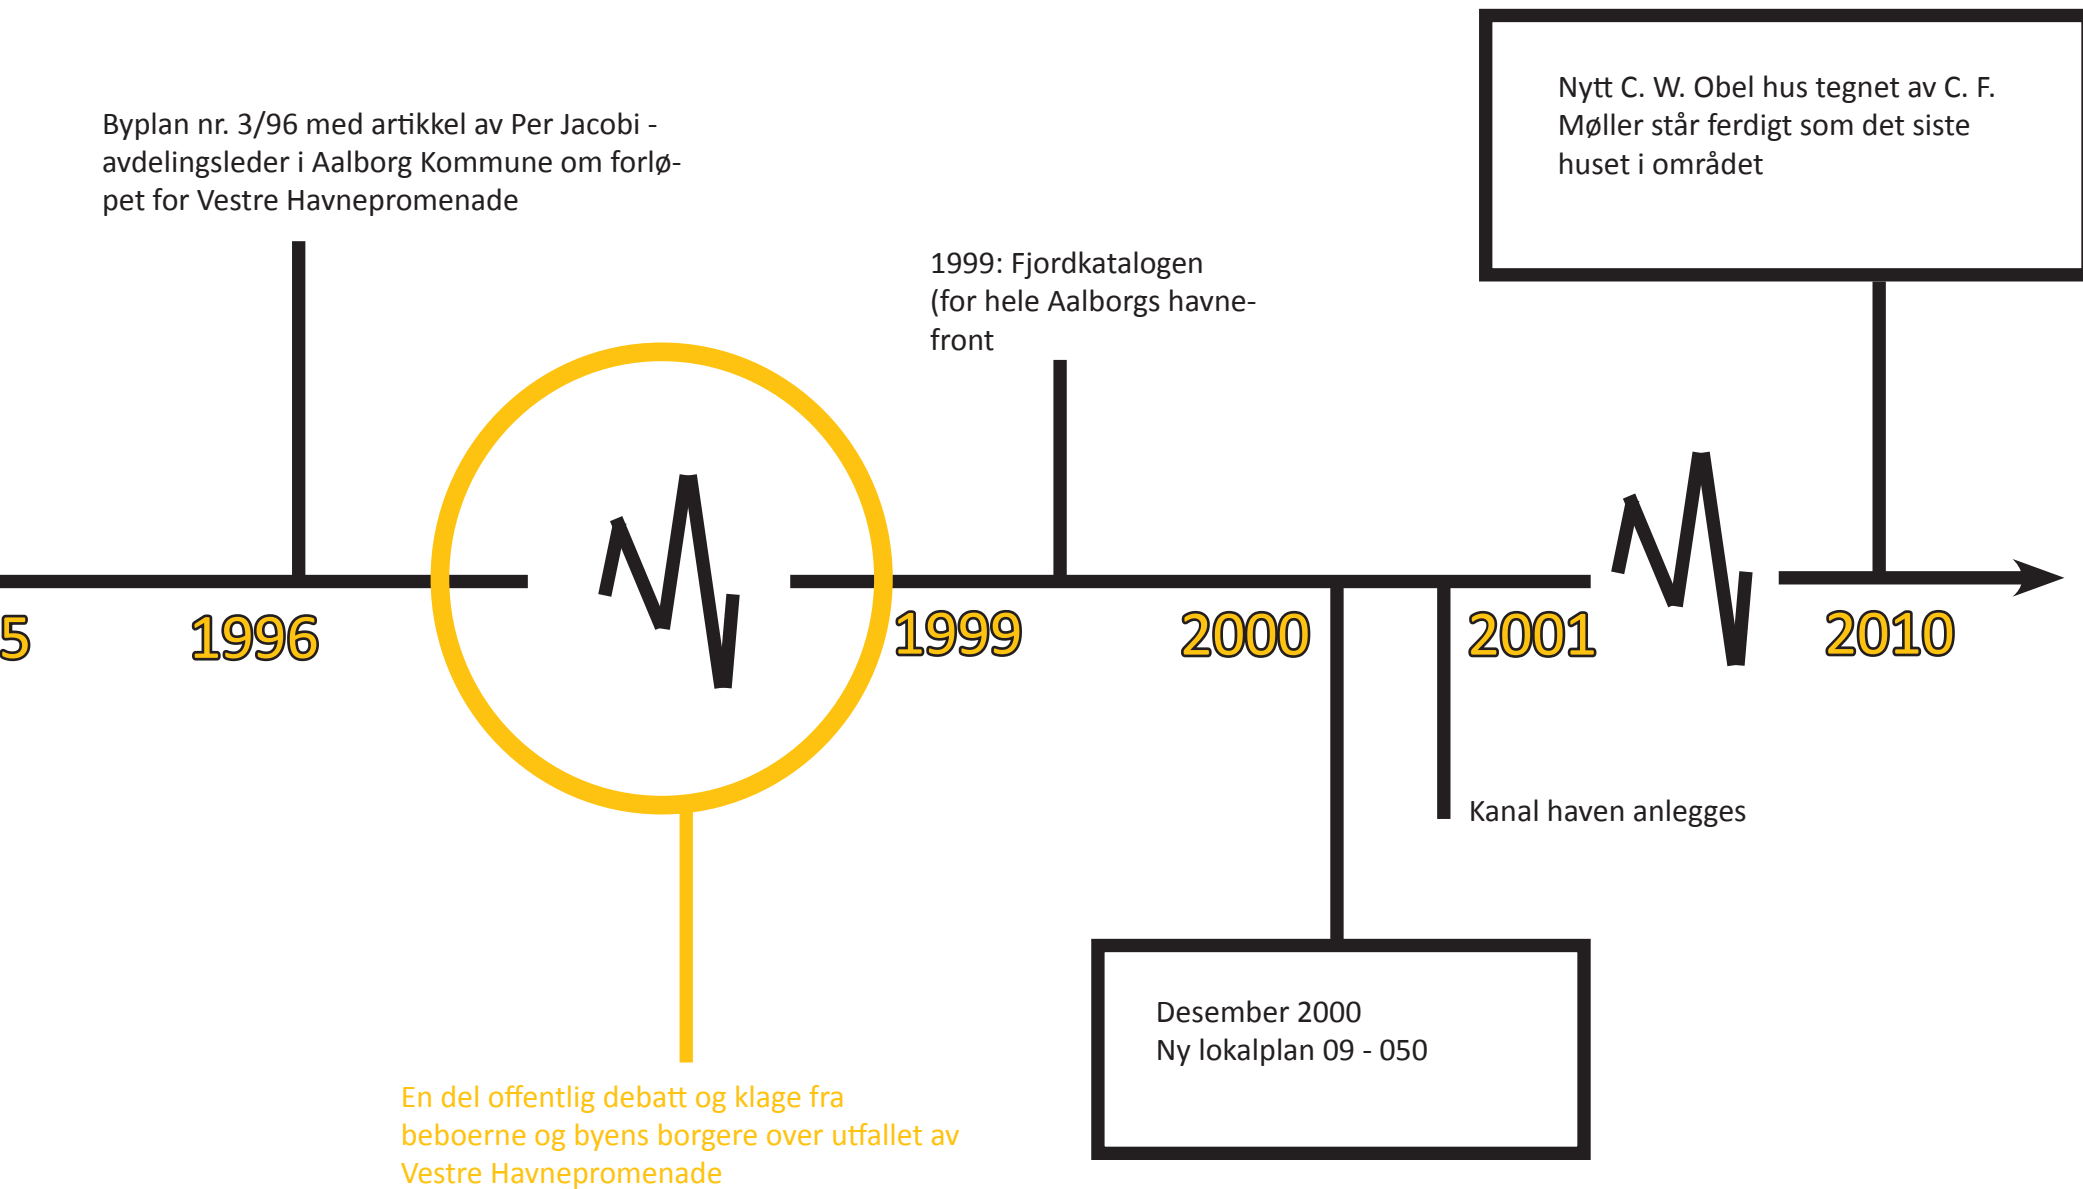 Nytt C. W. Obel hus tegnet av C. F.
Møller står ferdigt som det siste
huset i området
Byplan nr. 3/96 med artikkel av Per Jacobi -
avdelingsleder i Aalborg Kommune om forlø-
pet for Vestre Havnepromenade
1999: Fjordkatalogen
(for hele Aalborgs havne-
front
5
1996
1999
2000
2001
2010
Kanal haven anlegges
Desember 2000
Ny lokalplan 09 - 050
En del offentlig debatt og klage fra
beboerne og byens borgere over utfallet av
Vestre Havnepromenade